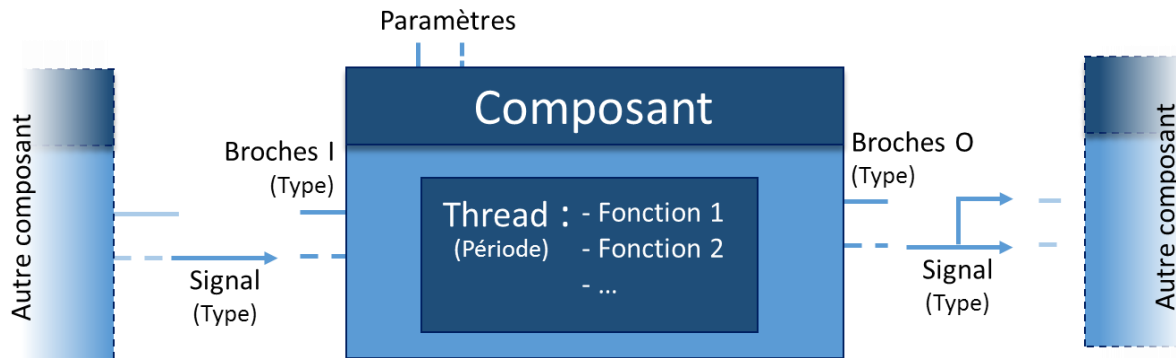 Paramètres
Composant
Autre composant
Broches I
(Type)
Signal
(Type)
Thread : - Fonction 1
(Période) - Fonction 2
- ...
Broches O
(Type)
Signal
(Type)
Autre composant